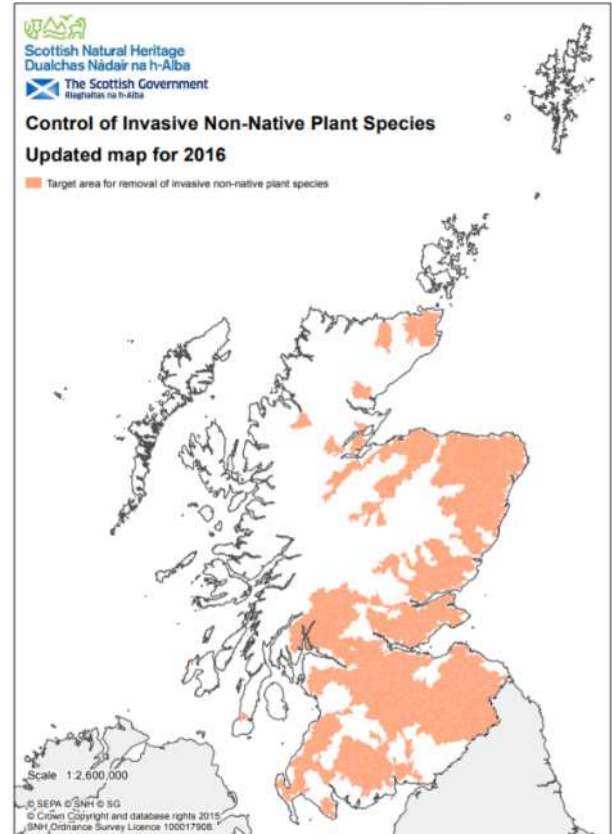 Scottish Natural Heritage
Dualchas Nàdair na h-Alba
The Scottish Government
Riaghaltas na h-Alba
Control of Invasive Non-Native Plant Species
Updated map for 2016
Target area for removal of invasive non-native plant species
Scale 1:2,600,000
© SEPA © SNH © SG
© Crown Copyright and database rights 2015
SNH Ordnance Survey Licence 100017908